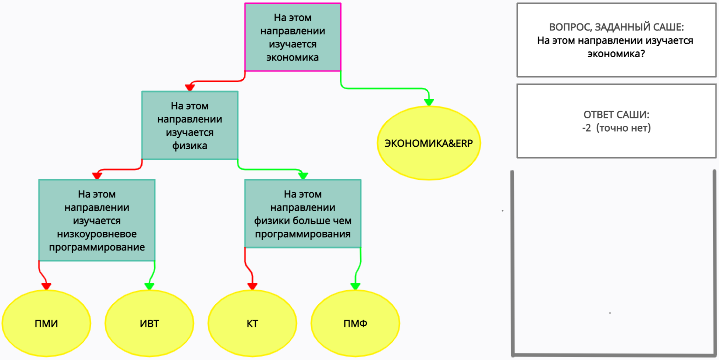 На этом
направлении
изучается
экономика
ВОПРОС, ЗАДАННЫЙ САШЕ:
На этом направлении изучается
экономика?
На этом
направлении
изучается
физика
ОТВЕТ САШИ:
-2 (точно нет)
ЭКОНОМИКА&ERP
На этом
направлении
изучается
низкоуровневое
программирование
На этом
направлении
физики больше чем
программирования
ПМИ
ИВТ
КТ
ПМФ